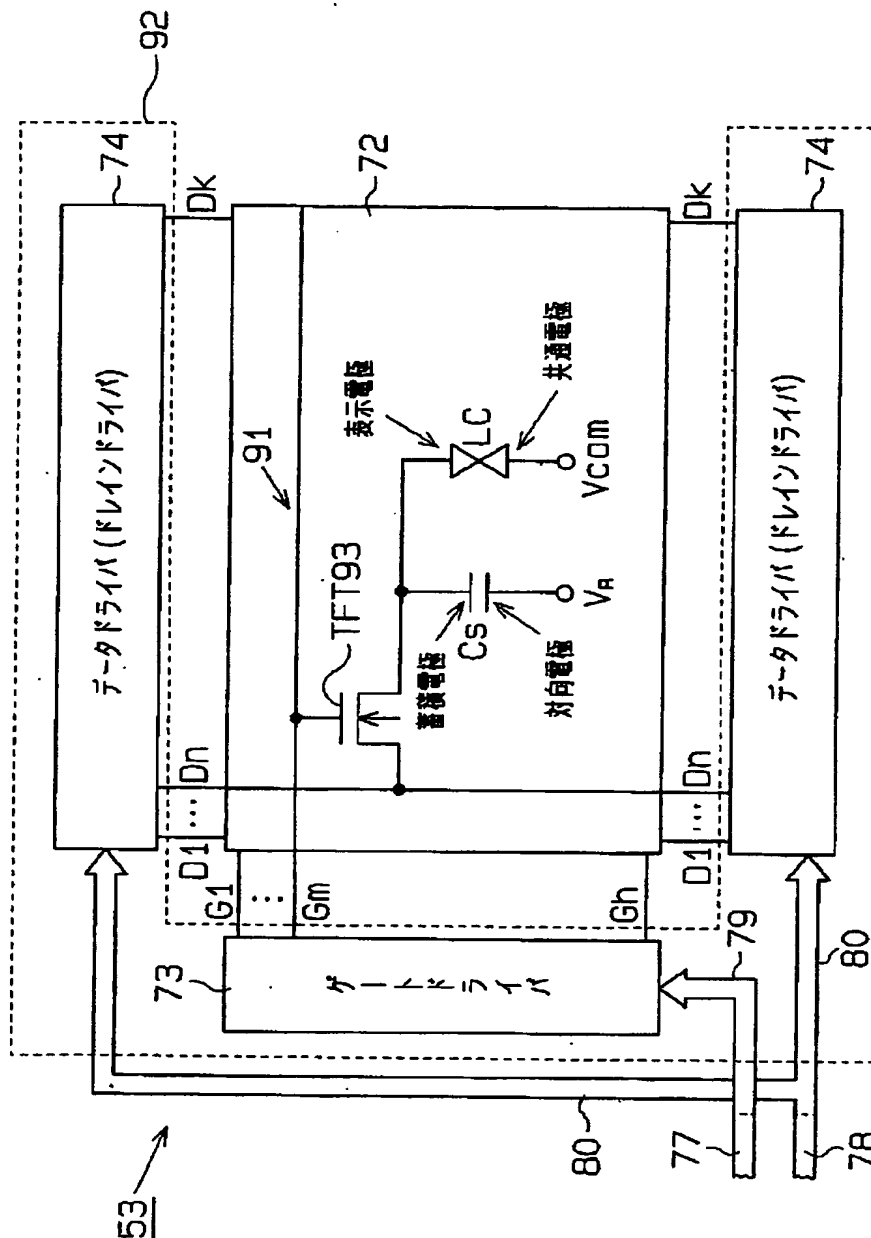 53
92
74
データドライバ(ドレインドライバ)
D1 ... Dn
Dk
G1
...
Gm
Gh
73
ゲートドライバ
91
72
TFT93
表示電極
LC
共通電極
VCOM
蓄積電極
Cs
対向電極
VR
D1 ... Dn
Dk
74
データドライバ(ドレインドライバ)
79
80
80
77
78